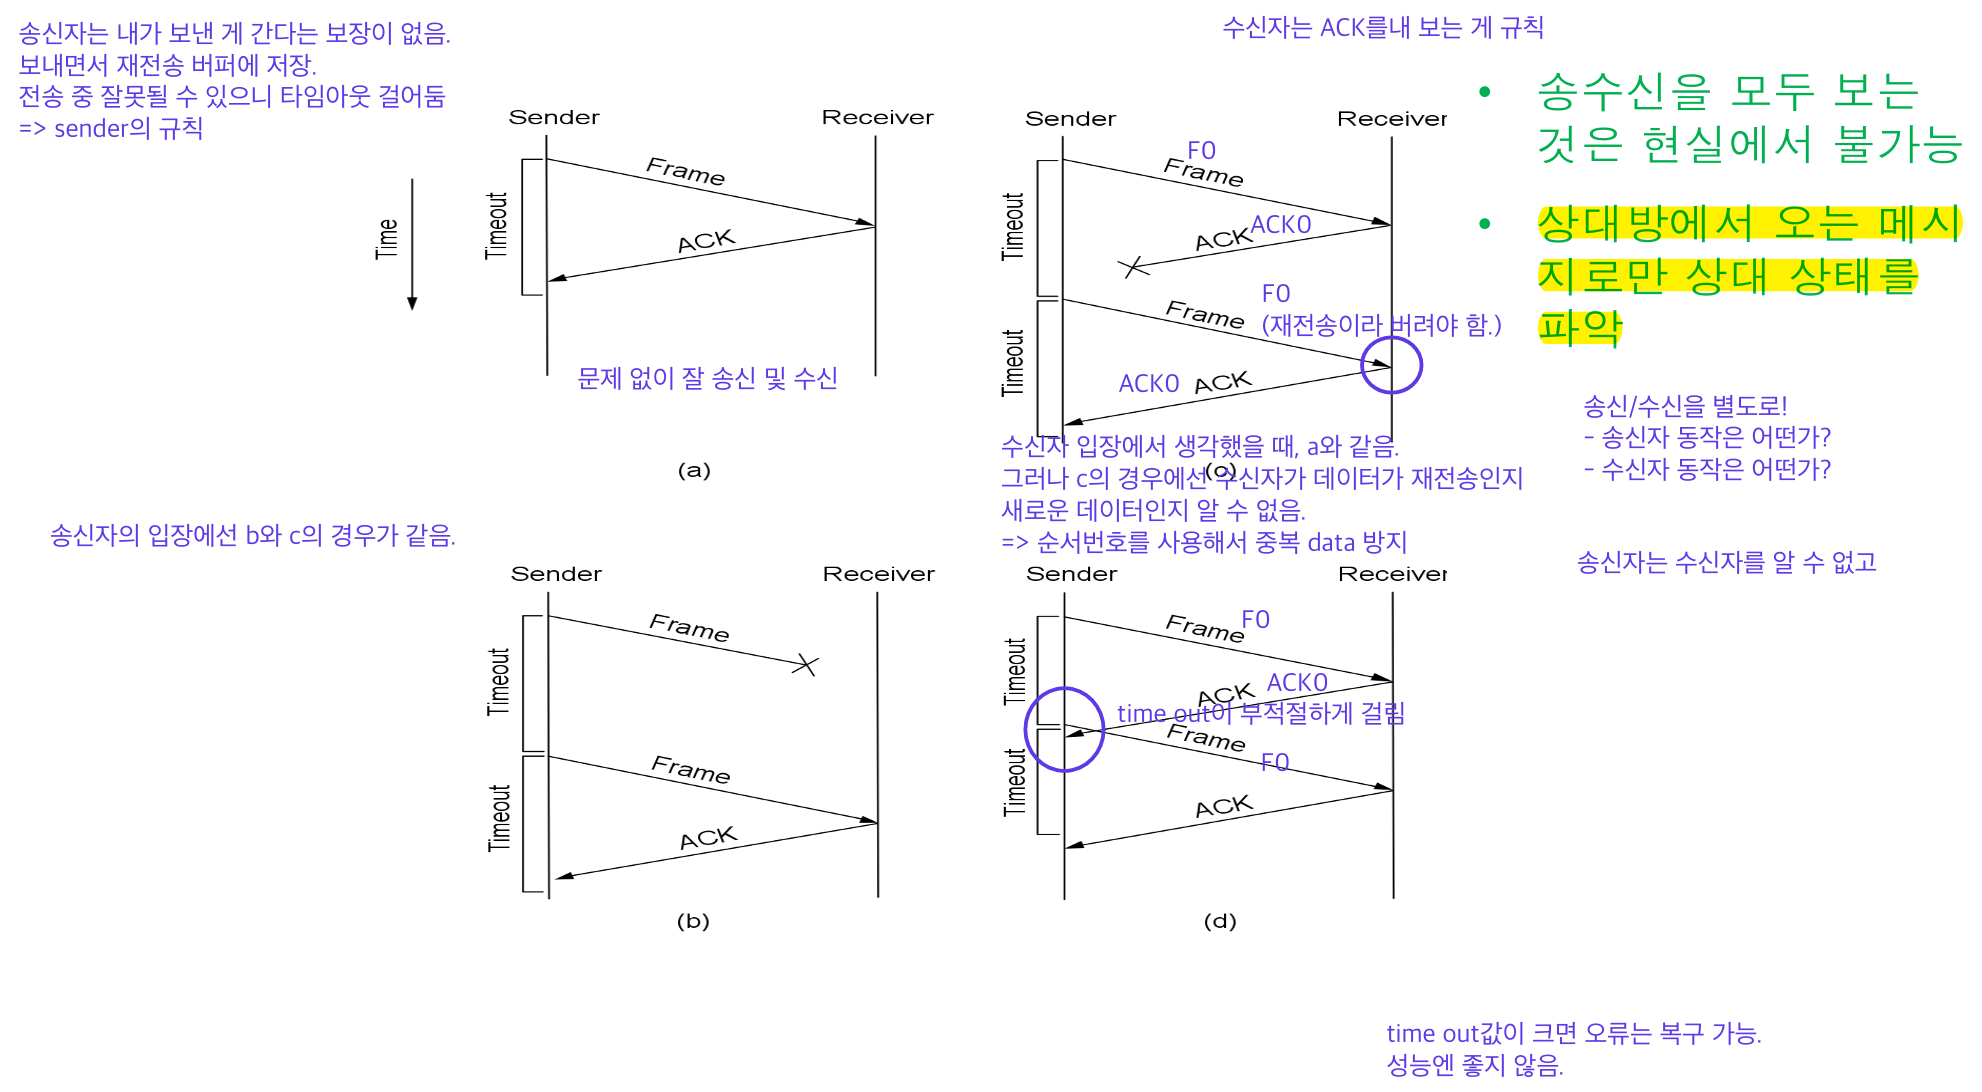 송신자는 내가 보낸 게 간다는 보장이 없음.
보내면서 재전송 버퍼에 저장.
전송 중 잘못될 수 있으니 타임아웃 걸어둠
=> sender의 규칙
수신자는 ACK를내 보는 게 규칙
• 송수신을 모두 보는
것은 현실에서 불가능
• 상대방에서 오는 메시
지로만 상대 상태를
파악
송신/수신을 별도로!
- 송신자 동작은 어떤가?
- 수신자 동작은 어떤가?
송신자는 수신자를 알 수 없고
Time
Sender
Receiver
Timeout
Frame
ACK
문제 없이 잘 송신 및 수신
(a)
Sender
Receiver
Timeout
F0
Frame
ACK
ACK0
Timeout
F0
(재전송이라 버려야 함.)
Frame
ACK0
ACK
(c)
수신자 입장에서 생각했을 때, a와 같음.
그러나 c의 경우에선 수신자가 데이터가 재전송인지
새로운 데이터인지 알 수 없음.
=> 순서번호를 사용해서 중복 data 방지
송신자의 입장에선 b와 c의 경우가 같음.
Sender
Receiver
Timeout
Frame
Timeout
Frame
ACK
(b)
Sender
Receiver
Timeout
F0
Frame
ACK0
ACK
time out이 부적절하게 걸림
Timeout
Frame
F0
ACK
(d)
time out값이 크면 오류는 복구 가능.
성능엔 좋지 않음.